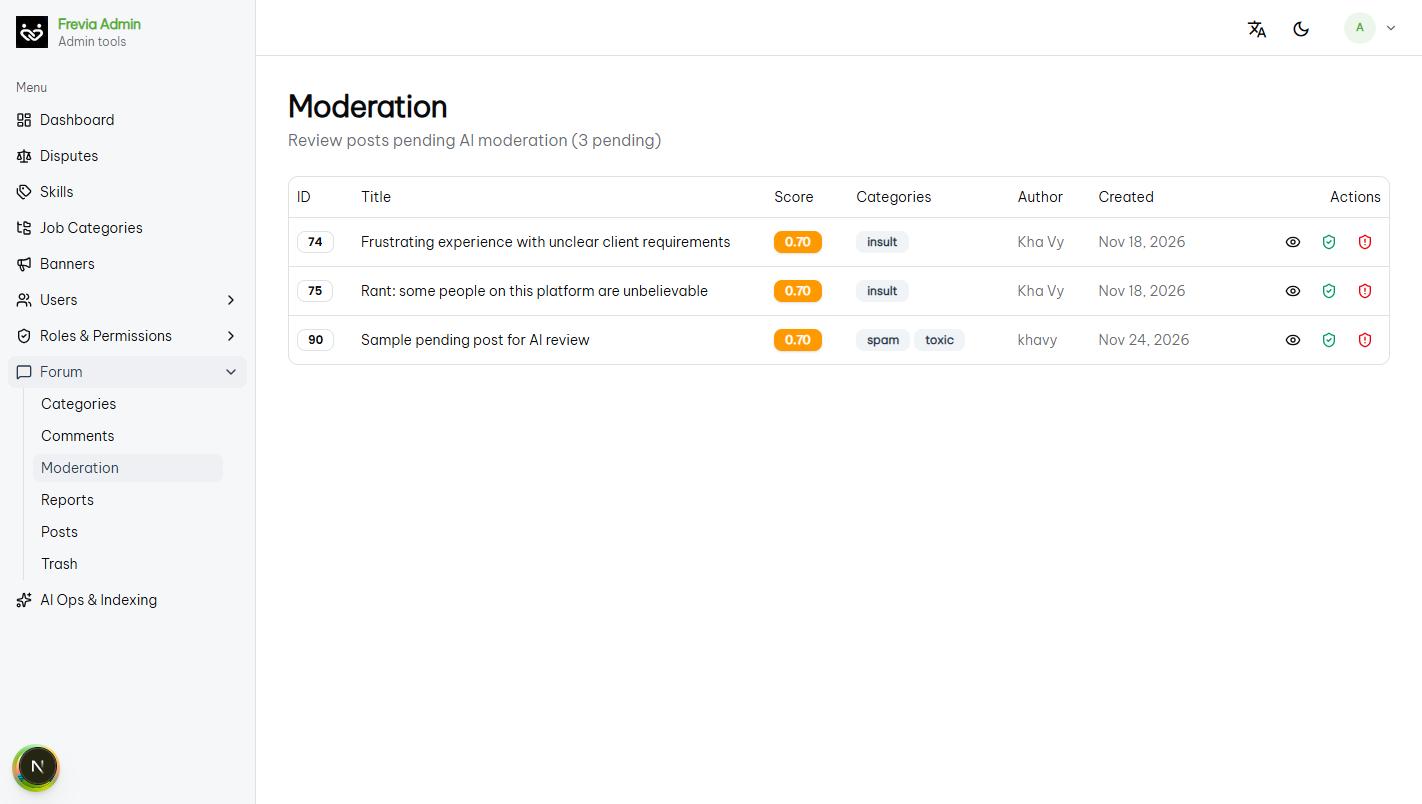 Frevia Admin
Admin tools
A
Menu
Dashboard
Disputes
Skills
Job Categories
Banners
Users
Roles & Permissions
Forum
Categories
Comments
Moderation
Reports
Posts
Trash
AI Ops & Indexing
N
Moderation
Review posts pending AI moderation (3 pending)
ID Title Score Categories Author Created Actions
74 Frustrating experience with unclear client requirements 0.70 insult Kha Vy Nov 18, 2026
75 Rant: some people on this platform are unbelievable 0.70 insult Kha Vy Nov 18, 2026
90 Sample pending post for AI review 0.70 spam toxic khavy Nov 24, 2026